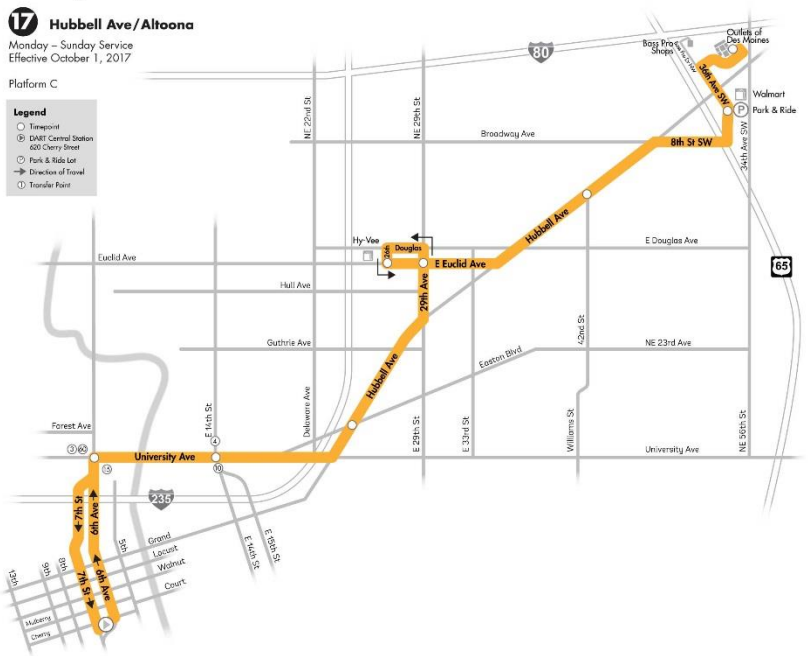 17 Hubbell Ave/Altoona
Monday – Sunday Service
Effective October 1, 2017
Platform C
Legend
Timepoint
DART Central Station
620 Cherry Street
P Park & Ride Lot
Direction of Travel
1 Transfer Point
80
Bass Pro
Shops
Outlets of
Des Moines
36th Ave SW
Walmart
P Park & Ride
NE 22nd St
NE 29th St
Broadway Ave
8th St SW
34th Ave SW
Hubbell Ave
Hy-Vee
26th
Douglas
E Douglas Ave
Euclid Ave
E Euclid Ave
65
Hull Ave
29th Ave
42nd St
Guthrie Ave
NE 23rd Ave
Easton Blvd
Hubbell Ave
Delaware Ave
E 14th St
Forest Ave
E 29th St
E 33rd St
Williams St
NE 56th St
4
3 60
University Ave
University Ave
15
10
235
7th St
6th Ave
5th
Grand
Locust
Walnut
Court
E 14th St
E 15th St
13th
9th
8th
7th St
6th Ave
Mulberry
Cherry